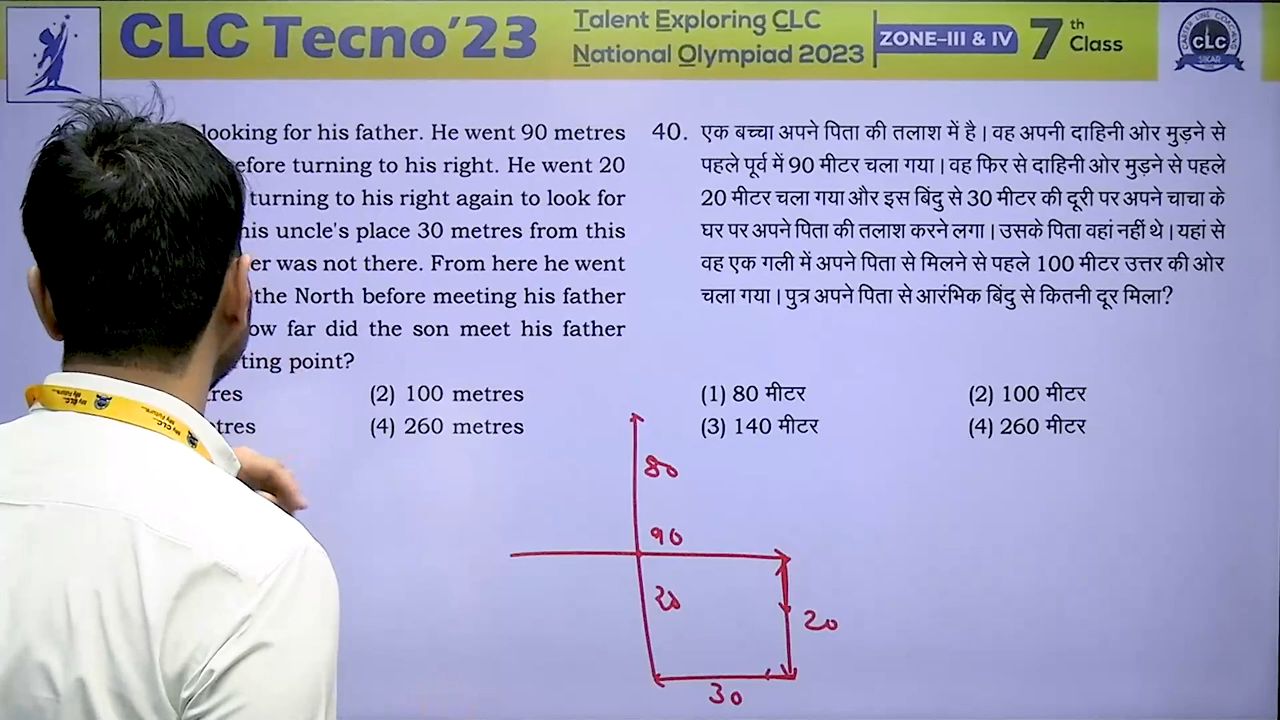 CLC Tecno'23
Talent Exploring CLC
National Olympiad 2023
ZONE–III & IV
7th Class
CAREER LINE COACHING
CLC
SIKAR
looking for his father. He went 90 metres
efore turning to his right. He went 20
turning to his right again to look for
his uncle's place 30 metres from this
er was not there. From here he went
the North before meeting his father
ow far did the son meet his father
rting point?
tres
(2) 100 metres
etres
(4) 260 metres
40. एक बच्चा अपने पिता की तलाश में है। वह अपनी दाहिनी ओर मुड़ने से
पहले पूर्व में 90 मीटर चला गया। वह फिर से दाहिनी ओर मुड़ने से पहले
20 मीटर चला गया और इस बिंदु से 30 मीटर की दूरी पर अपने चाचा के
घर पर अपने पिता की तलाश करने लगा। उसके पिता वहां नहीं थे। यहां से
वह एक गली में अपने पिता से मिलने से पहले 100 मीटर उत्तर की ओर
चला गया। पुत्र अपने पिता से आरंभिक बिंदु से कितनी दूर मिला?
(1) 80 मीटर
(2) 100 मीटर
(3) 140 मीटर
(4) 260 मीटर
80
90
20
20
30